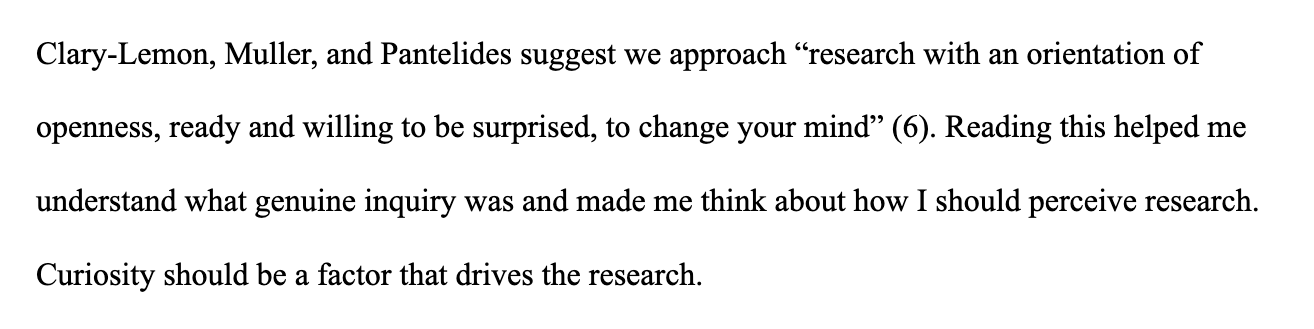 Clary-Lemon, Muller, and Pantelides suggest we approach “research with an orientation of
openness, ready and willing to be surprised, to change your mind” (6). Reading this helped me
understand what genuine inquiry was and made me think about how I should perceive research.
Curiosity should be a factor that drives the research.